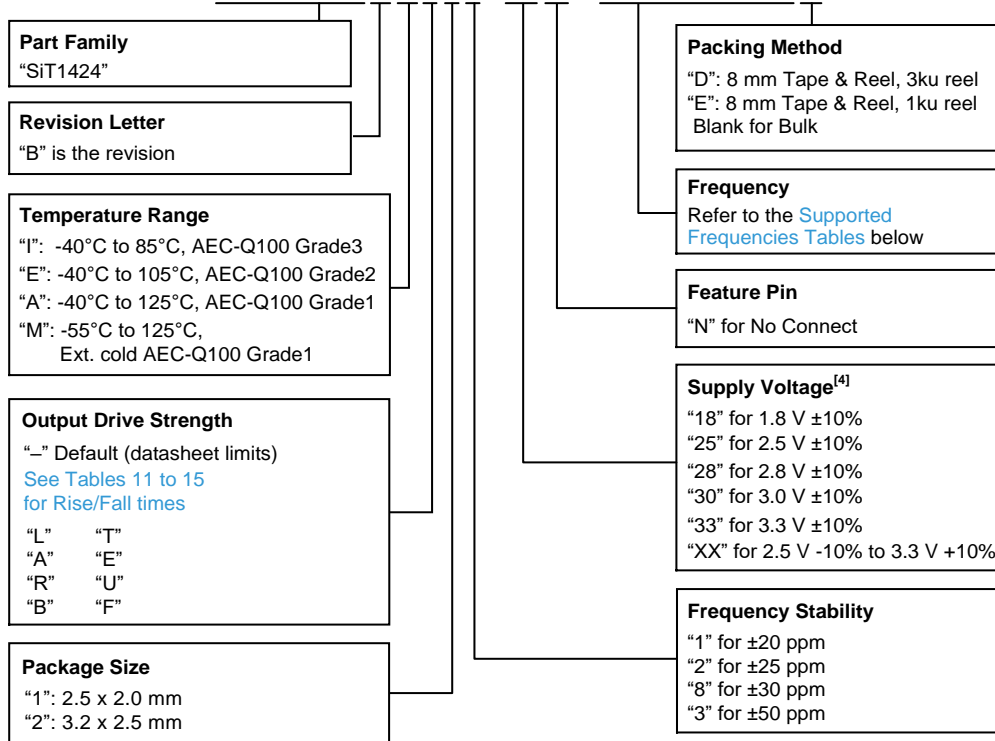 Part Family
“SiT1424”
Revision Letter
“B” is the revision
Temperature Range
“I”: -40°C to 85°C, AEC-Q100 Grade3
“E”: -40°C to 105°C, AEC-Q100 Grade2
“A”: -40°C to 125°C, AEC-Q100 Grade1
“M”: -55°C to 125°C,
Ext. cold AEC-Q100 Grade1
Output Drive Strength
“–” Default (datasheet limits)
See Tables 11 to 15
for Rise/Fall times
“L” “T”
“A” “E”
“R” “U”
“B” “F”
Package Size
“1”: 2.5 x 2.0 mm
“2”: 3.2 x 2.5 mm
Packing Method
“D”: 8 mm Tape & Reel, 3ku reel
“E”: 8 mm Tape & Reel, 1ku reel
Blank for Bulk
Frequency
Refer to the Supported
Frequencies Tables below
Feature Pin
“N” for No Connect
Supply Voltage[4]
“18” for 1.8 V ±10%
“25” for 2.5 V ±10%
“28” for 2.8 V ±10%
“30” for 3.0 V ±10%
“33” for 3.3 V ±10%
“XX” for 2.5 V -10% to 3.3 V +10%
Frequency Stability
“1” for ±20 ppm
“2” for ±25 ppm
“8” for ±30 ppm
“3” for ±50 ppm